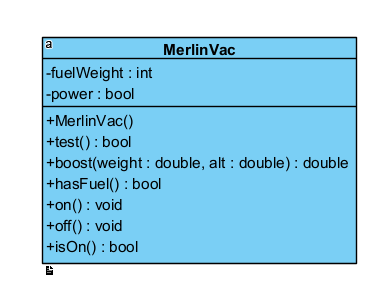 a
MerlinVac
-fuelWeight : int
-power : bool
+MerlinVac()
+test() : bool
+boost(weight : double, alt : double) : double
+hasFuel() : bool
+on() : void
+off() : void
+isOn() : bool